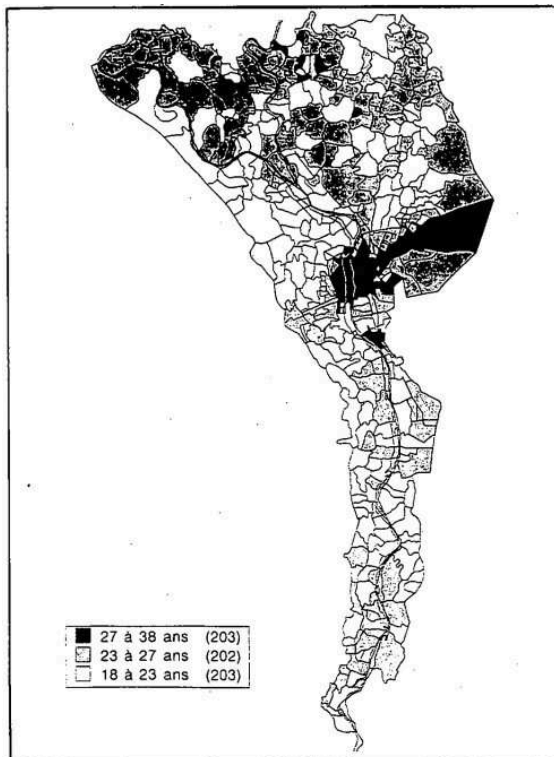 27 à 38 ans (203)
23 à 27 ans (202)
18 à 23 ans (203)